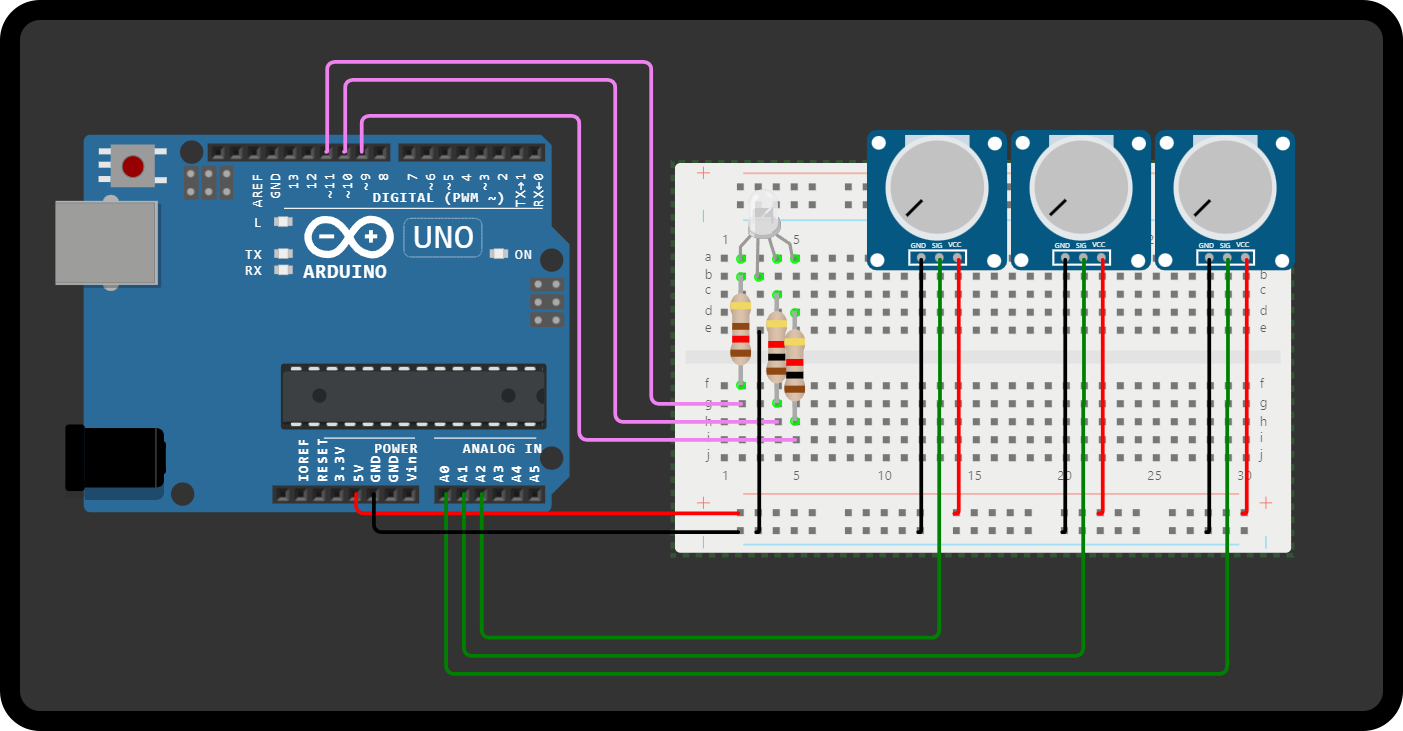 AREF
GND
13
12
~11
~10
~9
8
7
~6
~5
4
~3
2
TX→1
RX←0
DIGITAL (PWM ~)
L
TX
RX
UNO
ON
ARDUINO
POWER
ANALOG IN
IOREF
RESET
3.3V
5V
GND
GND
Vin
A0
A1
A2
A3
A4
A5
+
1
5
a
b
c
d
e
f
g
h
i
j
GND SIG VCC
GND SIG VCC
GND SIG VCC
b
c
d
e
f
g
h
i
j
1 5 10 15 20 25 30
+ +